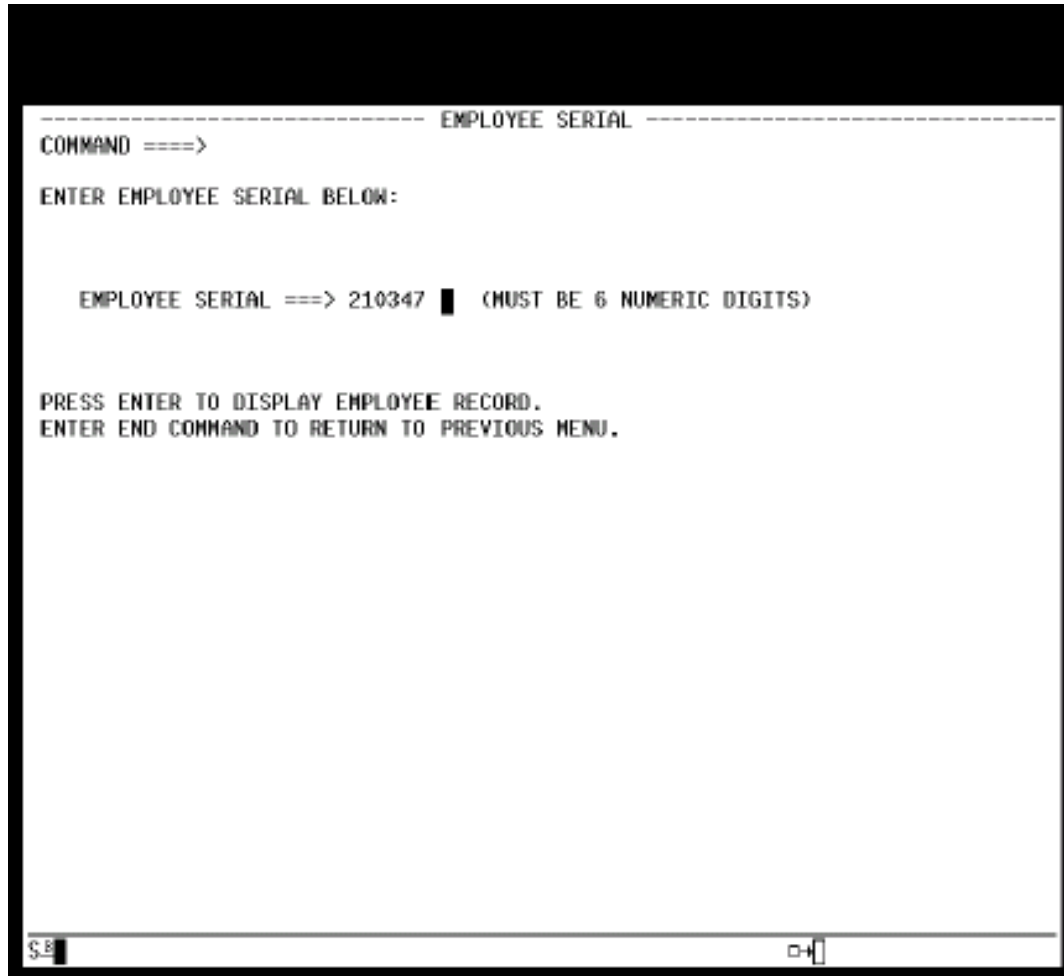 ------------------------------ EMPLOYEE SERIAL --------------------------------
COMMAND ====>
ENTER EMPLOYEE SERIAL BELOW:
EMPLOYEE SERIAL ===> 210347 (MUST BE 6 NUMERIC DIGITS)
PRESS ENTER TO DISPLAY EMPLOYEE RECORD.
ENTER END COMMAND TO RETURN TO PREVIOUS MENU.